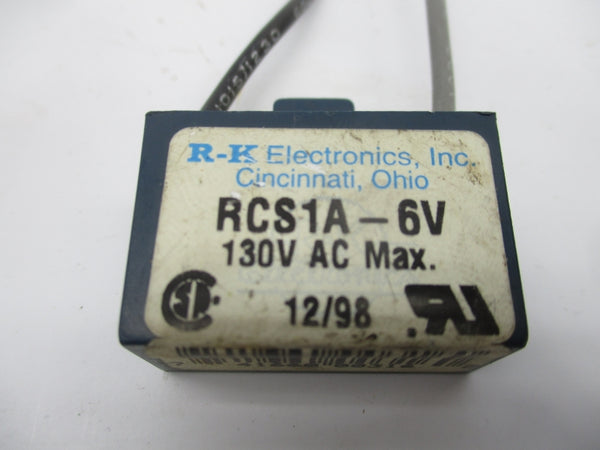 R-K Electronics, Inc.
Cincinnati, Ohio
RCS1A - 6V
130V AC Max.
12/98